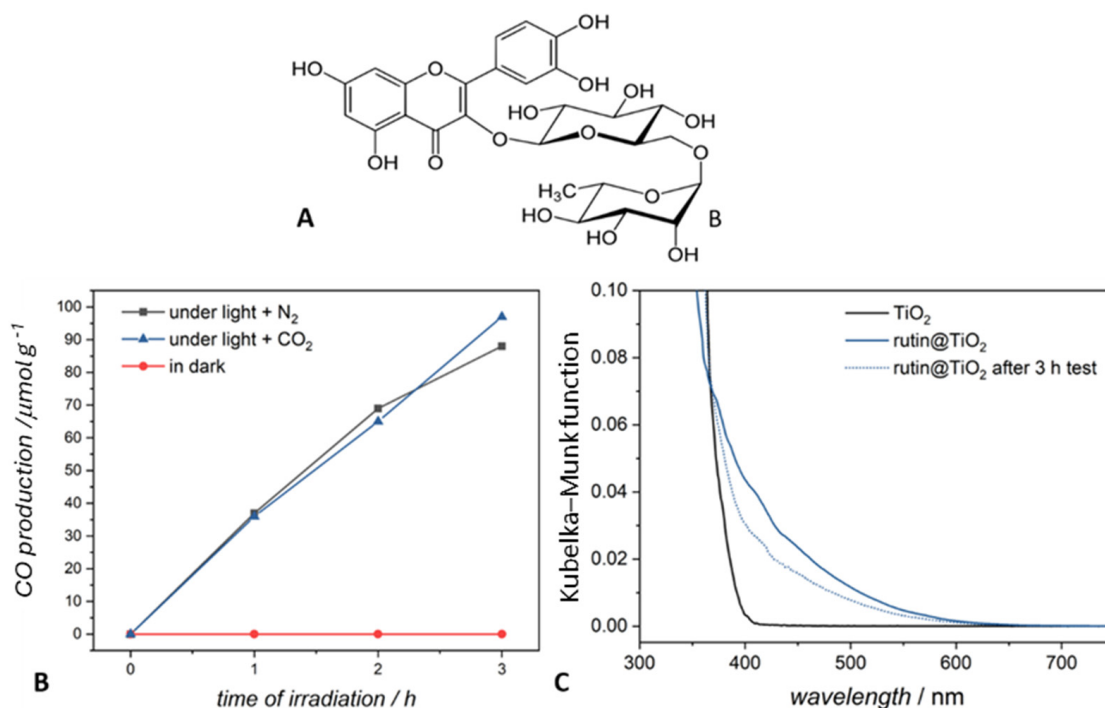 OH
HO
O
OH
OH
O
O
HO
HO
OH
O
OH
O
H₃C
O
HO
HO
OH
A
B
under light + N₂
under light + CO₂
in dark
CO production /μmol g⁻¹
100
90
80
70
60
50
40
30
20
10
0
0
1
2
3
time of irradiation / h
B
TiO₂
rutin@TiO₂
rutin@TiO₂ after 3 h test
Kubelka–Munk function
0.10
0.08
0.06
0.04
0.02
0.00
300
400
500
600
700
wavelength / nm
C